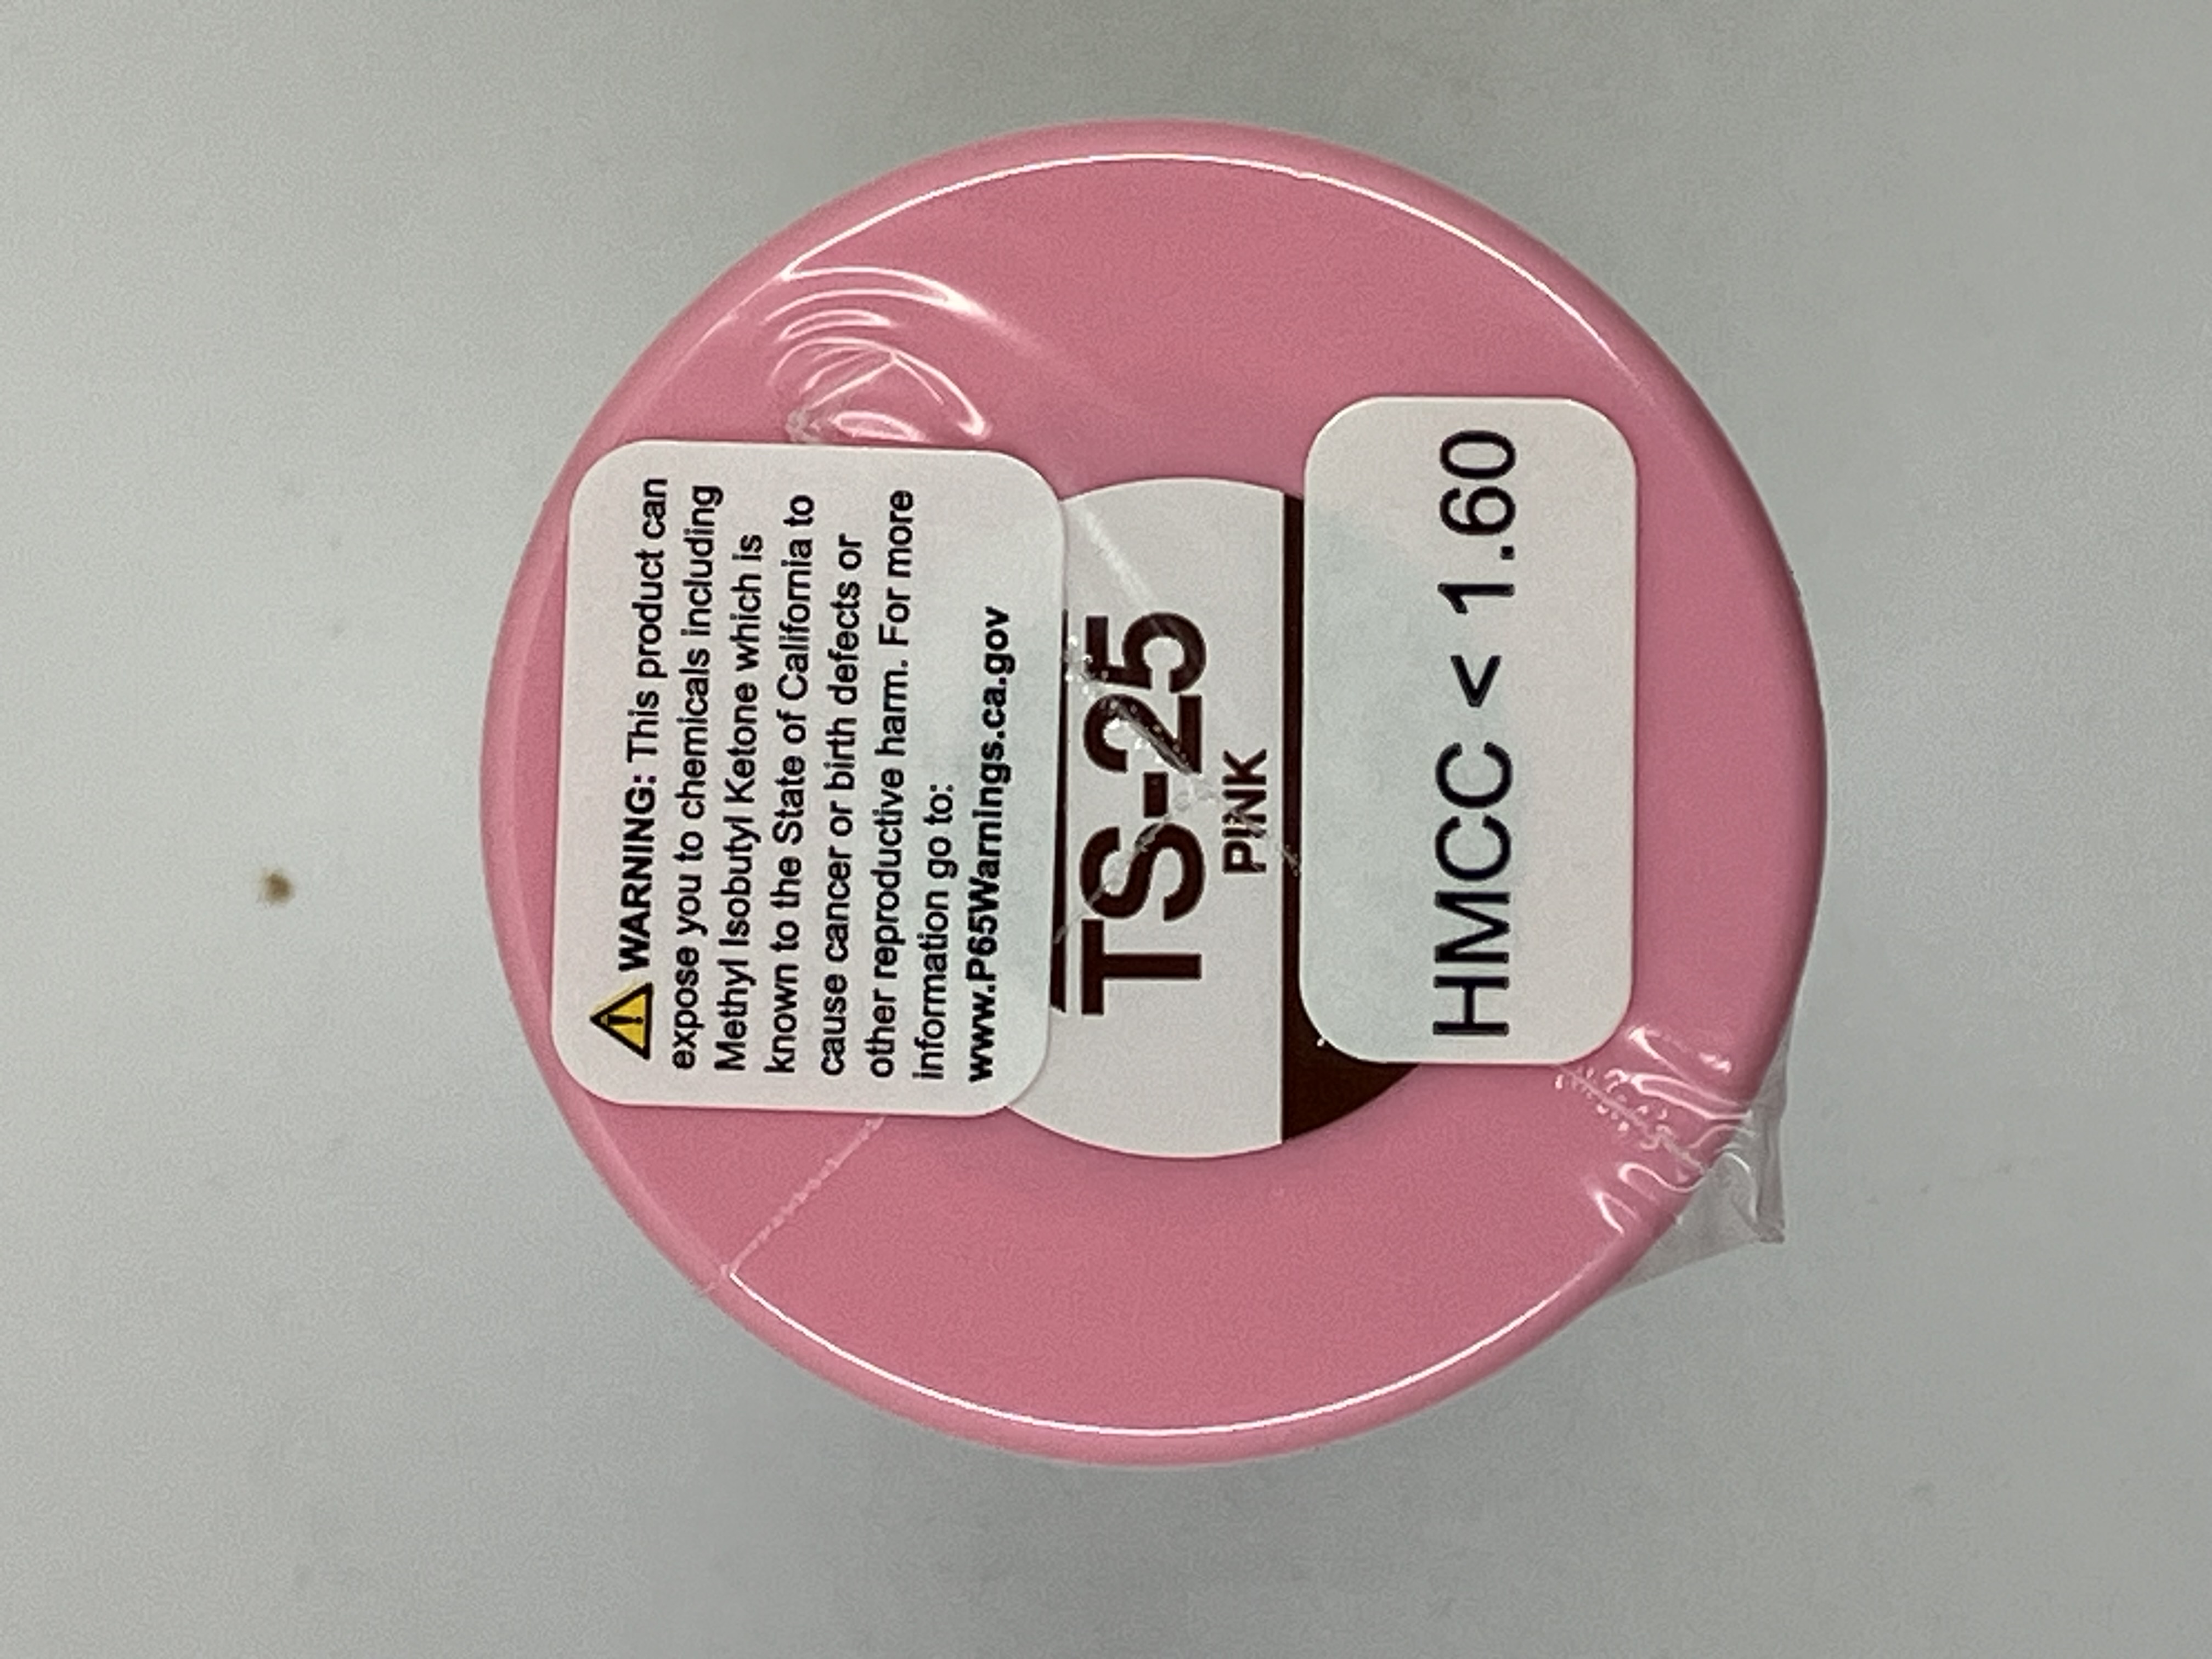 WARNING: This product can
expose you to chemicals including
Methyl Isobutyl Ketone which is
known to the State of California to
cause cancer or birth defects or
other reproductive harm. For more
information go to:
www.P65Warnings.ca.gov
TS-25
PINK
HMCC < 1.60